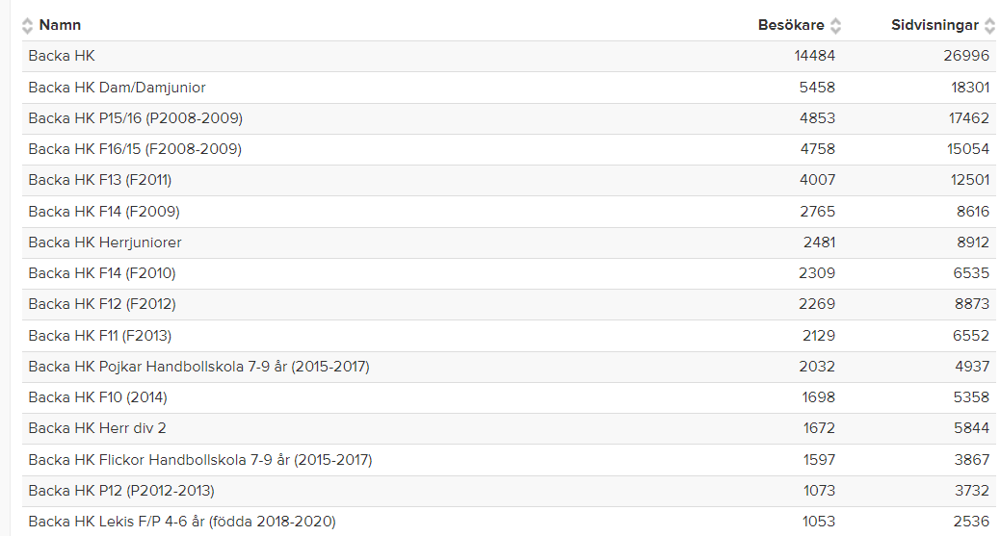 Namn Besökare Sidvisningar
Backa HK 14484 26996
Backa HK Dam/Damjunior 5458 18301
Backa HK P15/16 (P2008-2009) 4853 17462
Backa HK F16/15 (F2008-2009) 4758 15054
Backa HK F13 (F2011) 4007 12501
Backa HK F14 (F2009) 2765 8616
Backa HK Herrjuniorer 2481 8912
Backa HK F14 (F2010) 2309 6535
Backa HK F12 (F2012) 2269 8873
Backa HK F11 (F2013) 2129 6552
Backa HK Pojkar Handbollskola 7-9 år (2015-2017) 2032 4937
Backa HK F10 (2014) 1698 5358
Backa HK Herr div 2 1672 5844
Backa HK Flickor Handbollskola 7-9 år (2015-2017) 1597 3867
Backa HK P12 (P2012-2013) 1073 3732
Backa HK Lekis F/P 4-6 år (födda 2018-2020) 1053 2536